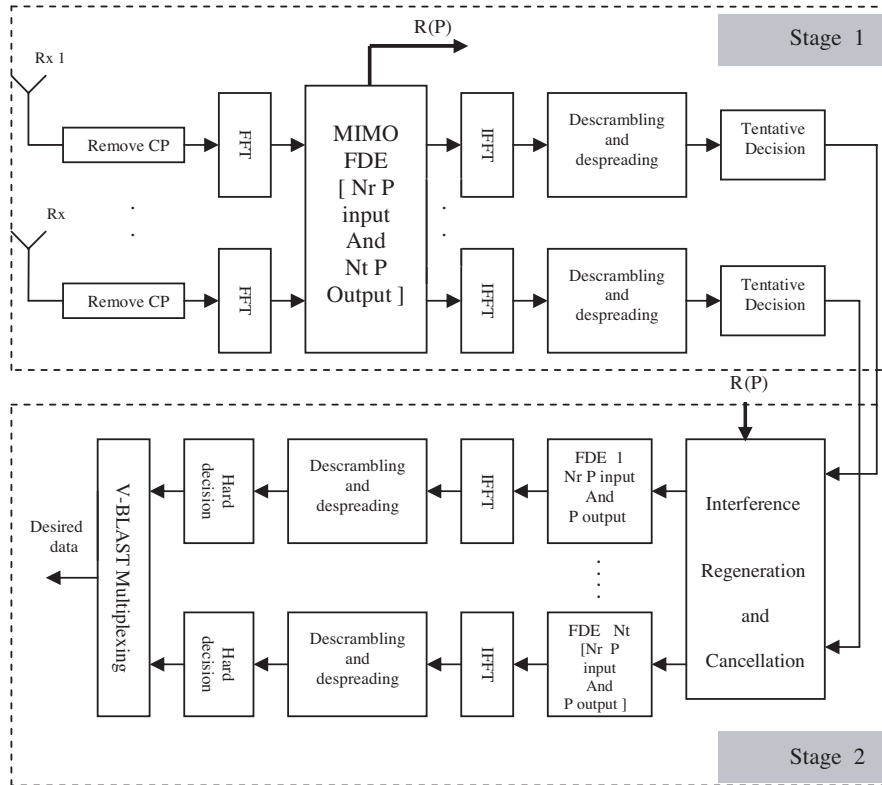 R(P)
Stage 1
Rx 1
Remove CP
FFT
MIMO
FDE
[ Nr P
input
And
Nt P
Output ]
IFFT
Descrambling
and
despreading
Tentative
Decision
Rx
Remove CP
FFT
IFFT
Descrambling
and
despreading
Tentative
Decision
R(P)
Desired
data
V-BLAST Multiplexing
Hard
decision
Descrambling
and
despreading
IFFT
FDE 1
Nr P input
And
P output
Interference
Regeneration
and
Cancellation
Hard
decision
Descrambling
and
despreading
IFFT
FDE Nt
[Nr P
input
And
P output ]
Stage 2